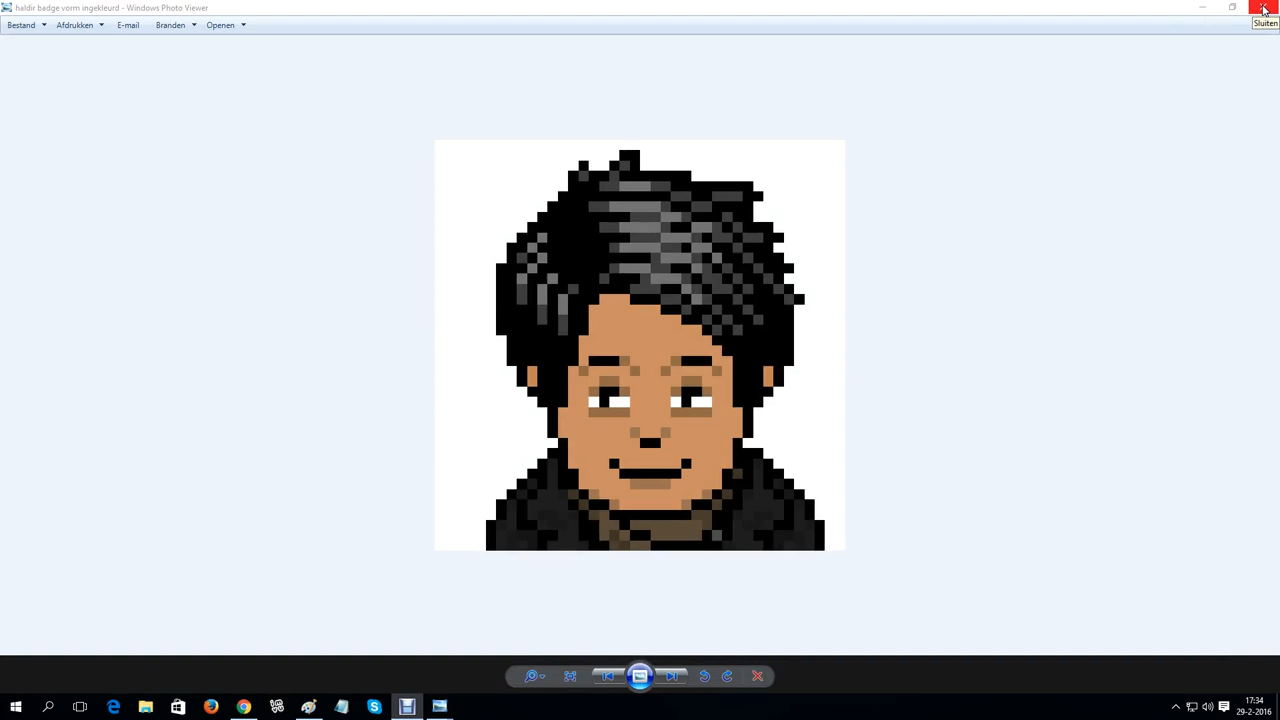 haldir badge vorm ingekleurd - Windows Photo Viewer
Bestand Afdrukken E-mail Branden Openen
Sluiten
17:34
29-2-2016